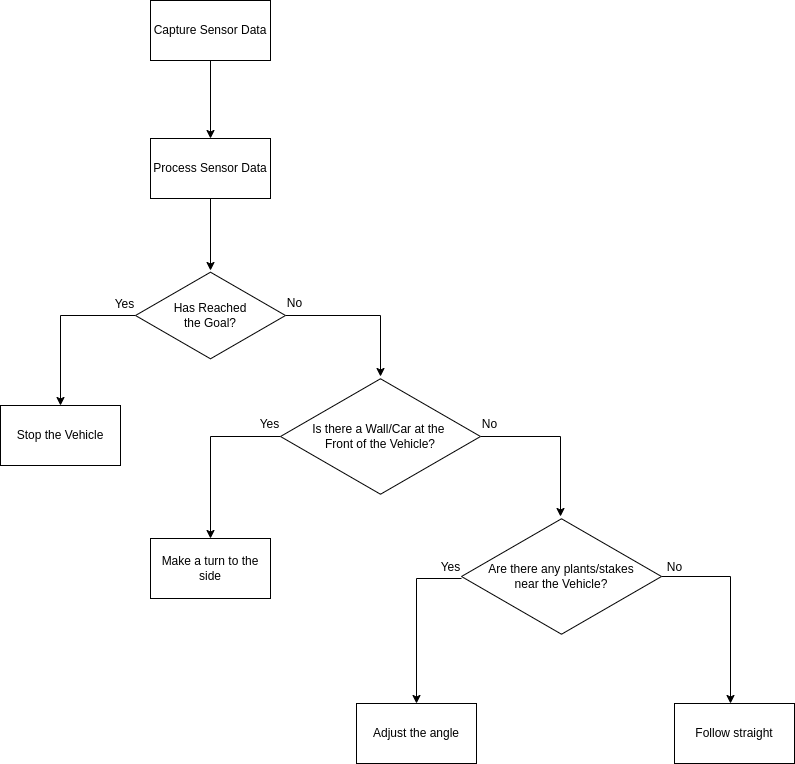 Capture Sensor Data
Process Sensor Data
Has Reached
the Goal?
Yes
No
Stop the Vehicle
Is there a Wall/Car at the
Front of the Vehicle?
Yes
No
Make a turn to the
side
Are there any plants/stakes
near the Vehicle?
Yes
No
Adjust the angle
Follow straight